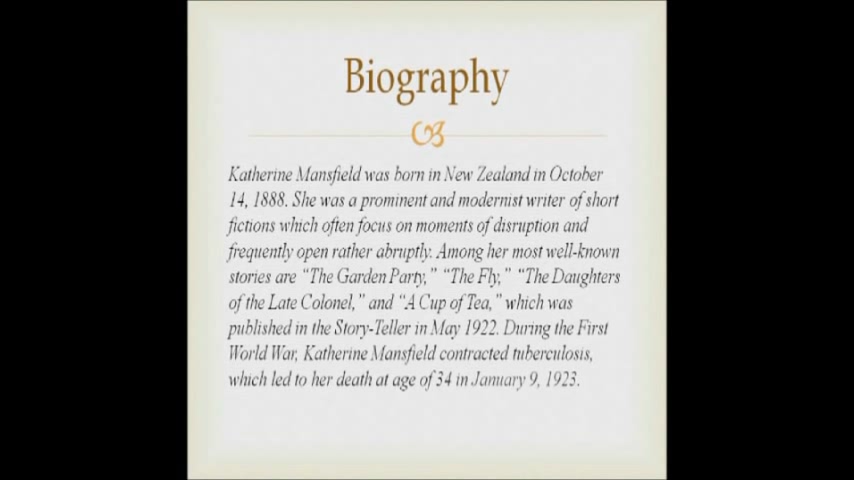 Biography
Katherine Mansfield was born in New Zealand in October
14, 1888. She was a prominent and modernist writer of short
fictions which often focus on moments of disruption and
frequently open rather abruptly. Among her most well-known
stories are “The Garden Party,” “The Fly,” “The Daughters
of the Late Colonel,” and “A Cup of Tea,” which was
published in the Story-Teller in May 1922. During the First
World War, Katherine Mansfield contracted tuberculosis,
which led to her death at age of 34 in January 9, 1923.